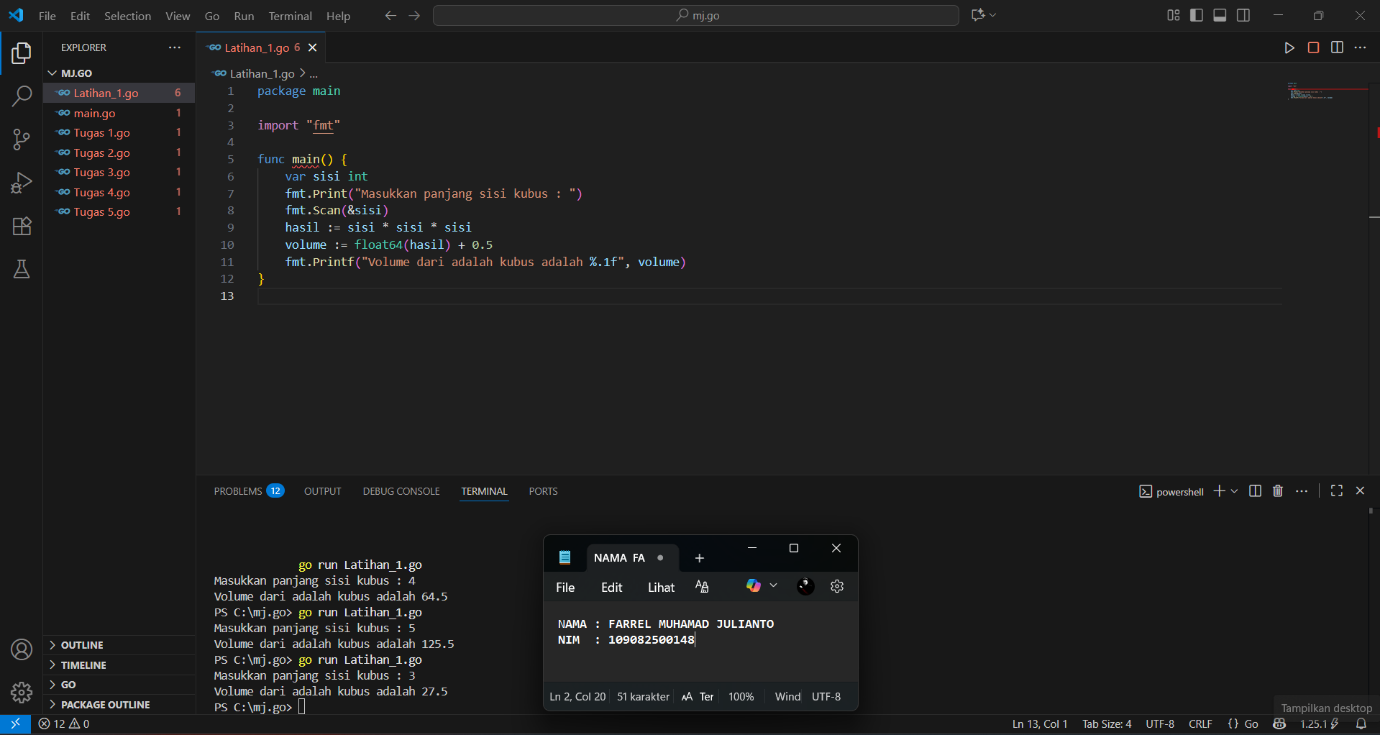 File Edit Selection View Go Run Terminal Help
mj.go
EXPLORER
MJ.GO
Latihan_1.go 6
main.go 1
Tugas 1.go 1
Tugas 2.go 1
Tugas 3.go 1
Tugas 4.go 1
Tugas 5.go 1
OUTLINE
TIMELINE
GO
PACKAGE OUTLINE
Latihan_1.go 6
Latihan_1.go > ...
1 package main
2
3 import "fmt"
4
5 func main() {
6 var sisi int
7 fmt.Print("Masukkan panjang sisi kubus : ")
8 fmt.Scan(&sisi)
9 hasil := sisi * sisi * sisi
10 volume := float64(hasil) + 0.5
11 fmt.Printf("Volume dari adalah kubus adalah %.1f", volume)
12 }
13
PROBLEMS 12 OUTPUT DEBUG CONSOLE TERMINAL PORTS
powershell
go run Latihan_1.go
Masukkan panjang sisi kubus : 4
Volume dari adalah kubus adalah 64.5
PS C:\mj.go> go run Latihan_1.go
Masukkan panjang sisi kubus : 5
Volume dari adalah kubus adalah 125.5
PS C:\mj.go> go run Latihan_1.go
Masukkan panjang sisi kubus : 3
Volume dari adalah kubus adalah 27.5
PS C:\mj.go>
NAMA FA
File Edit Lihat
NAMA : FARREL MUHAMAD JULIANTO
NIM : 109082500148
Ln 2, Col 20 51 karakter Ter 100% Wind UTF-8
Tampilkan desktop
12 0
Ln 13, Col 1 Tab Size: 4 UTF-8 CRLF {} Go 1.25.1